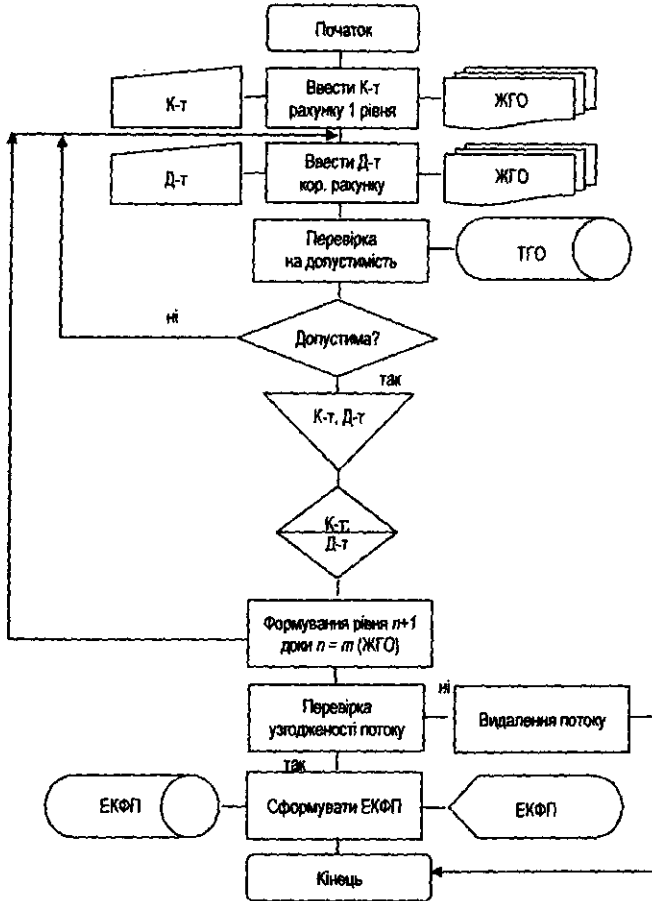 Початок
К-т
Ввести К-т
рахунку 1 рівня
ЖГО
Д-т
Ввести Д-т
кор. рахунку
ЖГО
Перевірка
на допустимість
ТГО
ні
Допустима?
так
К-т, Д-т
К-т;
Д-т
Формування рівня n+1
доки n = m (ЖГО)
Перевірка
узгодженості потоку
ні
Видалення потоку
так
ЕКФП
Сформувати ЕКФП
ЕКФП
Кінець